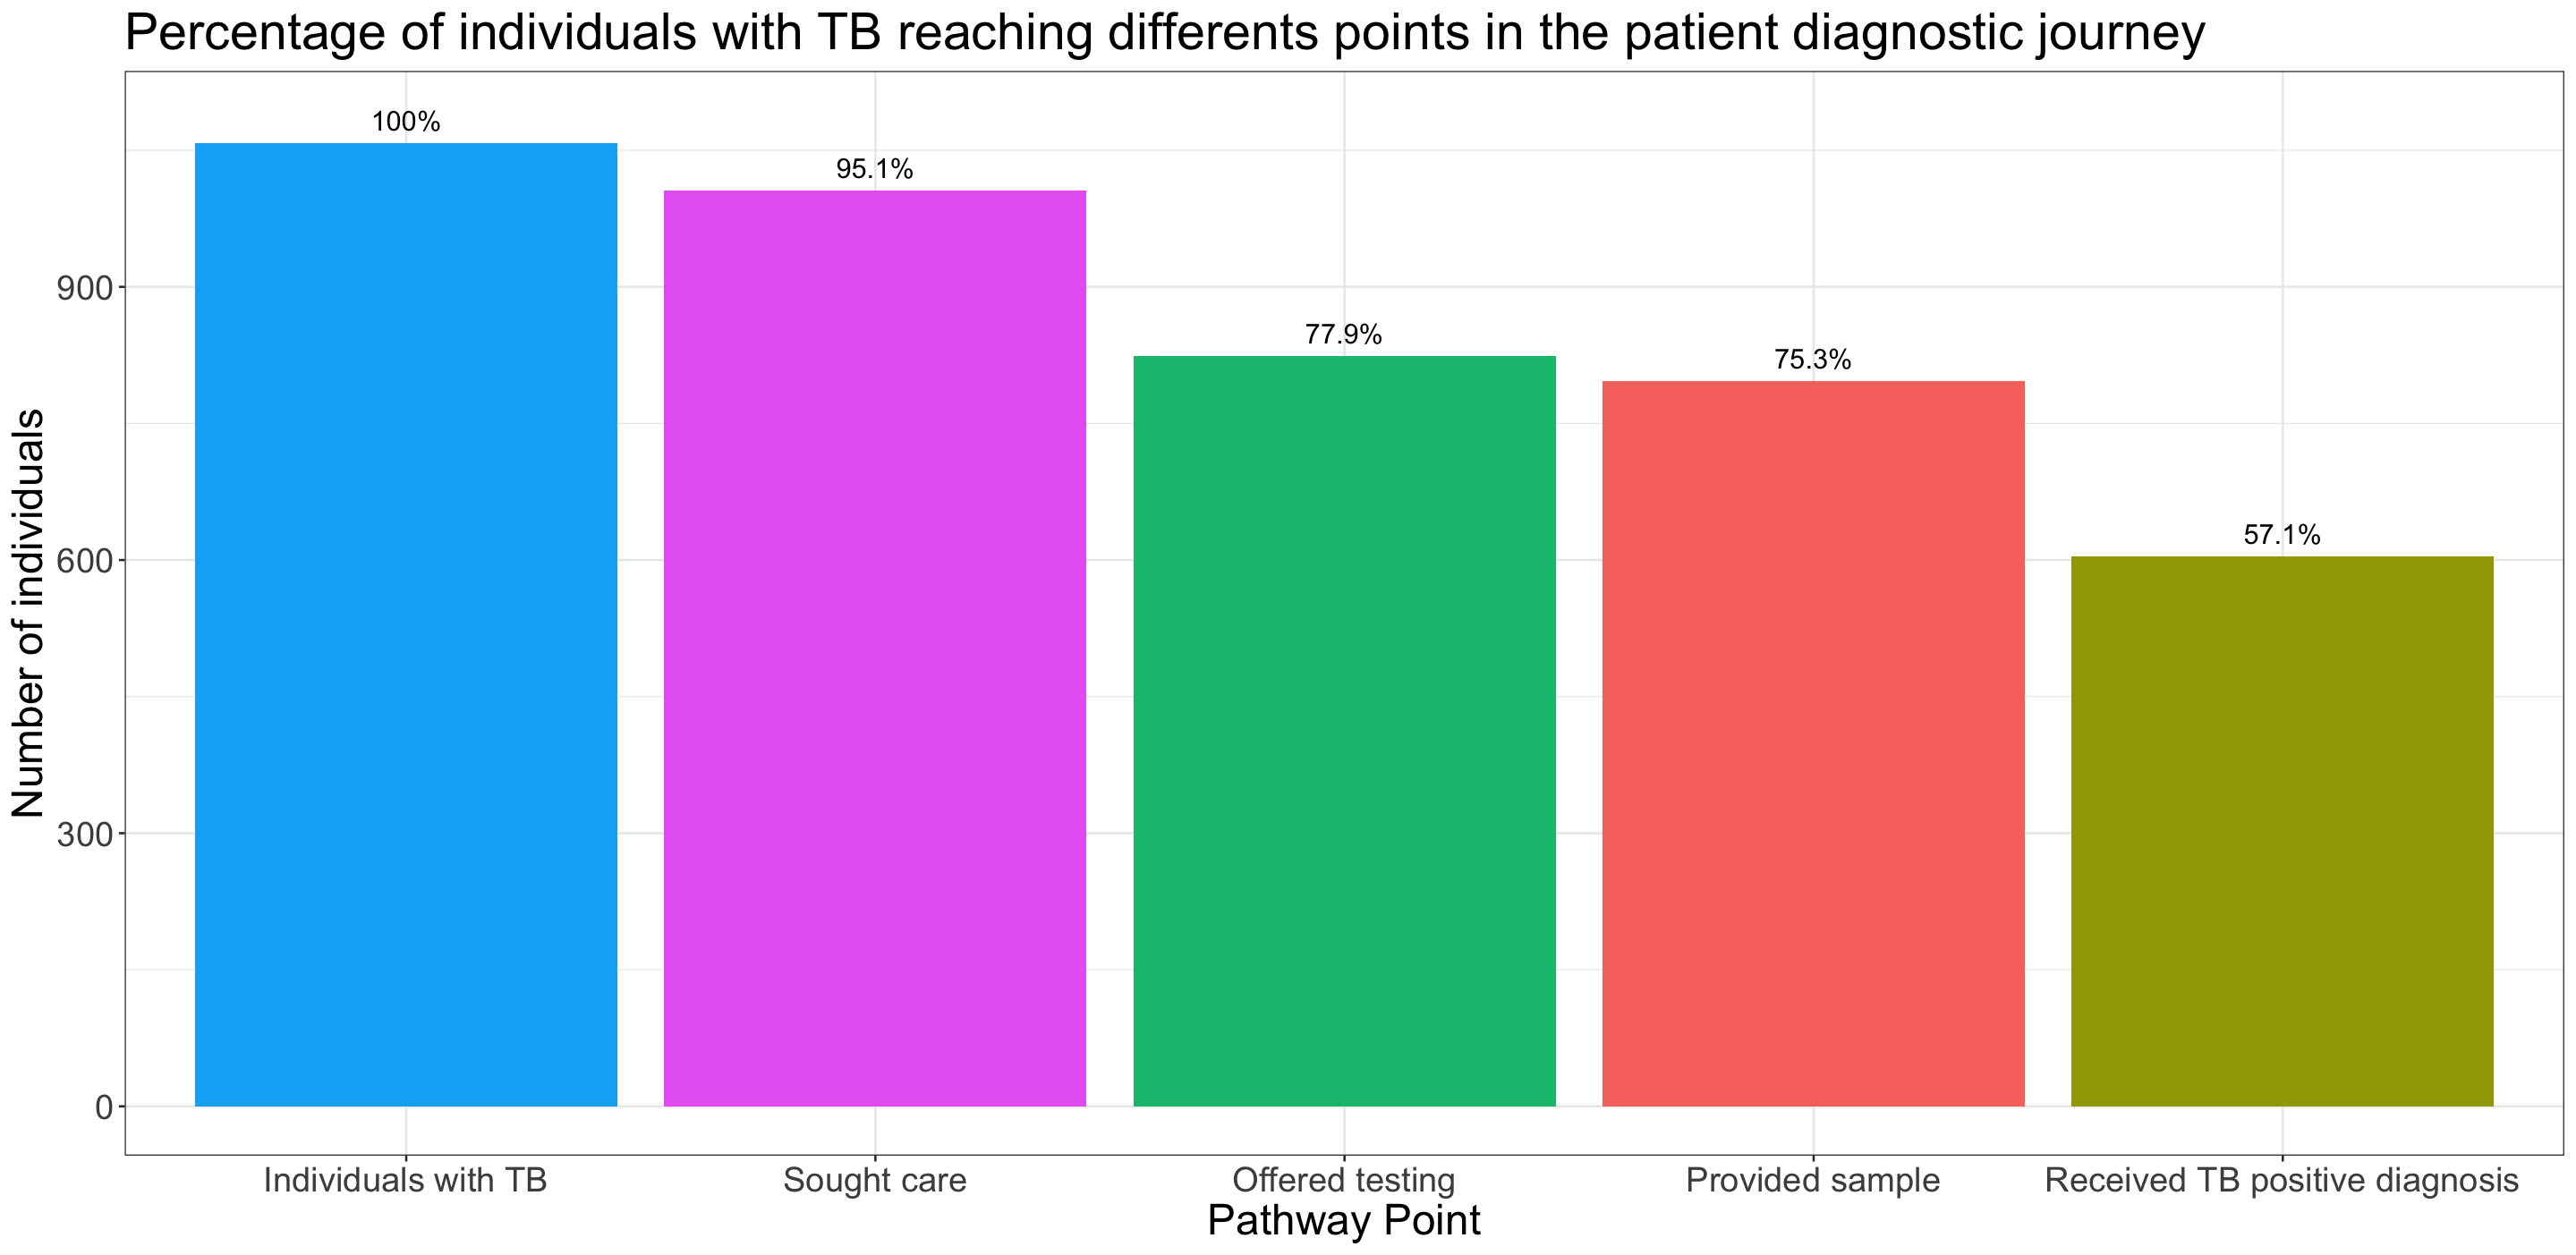 Percentage of individuals with TB reaching differents points in the patient diagnostic journey
100%
95.1%
77.9%
75.3%
57.1%
Number of individuals
900
600
300
0
Individuals with TB
Sought care
Offered testing
Provided sample
Received TB positive diagnosis
Pathway Point